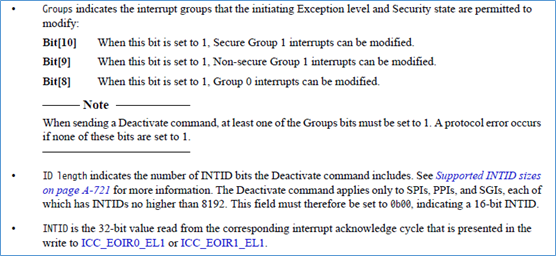 • Groups indicates the interrupt groups that the initiating Exception level and Security state are permitted to
modify:
Bit[10] When this bit is set to 1, Secure Group 1 interrupts can be modified.
Bit[9] When this bit is set to 1, Non-secure Group 1 interrupts can be modified.
Bit[8] When this bit is set to 1, Group 0 interrupts can be modified.
Note
When sending a Deactivate command, at least one of the Groups bits must be set to 1. A protocol error occurs
if none of these bits are set to 1.
• ID length indicates the number of INTID bits the Deactivate command includes. See Supported INTID sizes
on page A-721 for more information. The Deactivate command applies only to SPIs, PPIs, and SGIs, each of
which has INTIDs no higher than 8192. This field must therefore be set to 0b00, indicating a 16-bit INTID.
• INTID is the 32-bit value read from the corresponding interrupt acknowledge cycle that is presented in the
write to ICC_EOIR0_EL1 or ICC_EOIR1_EL1.